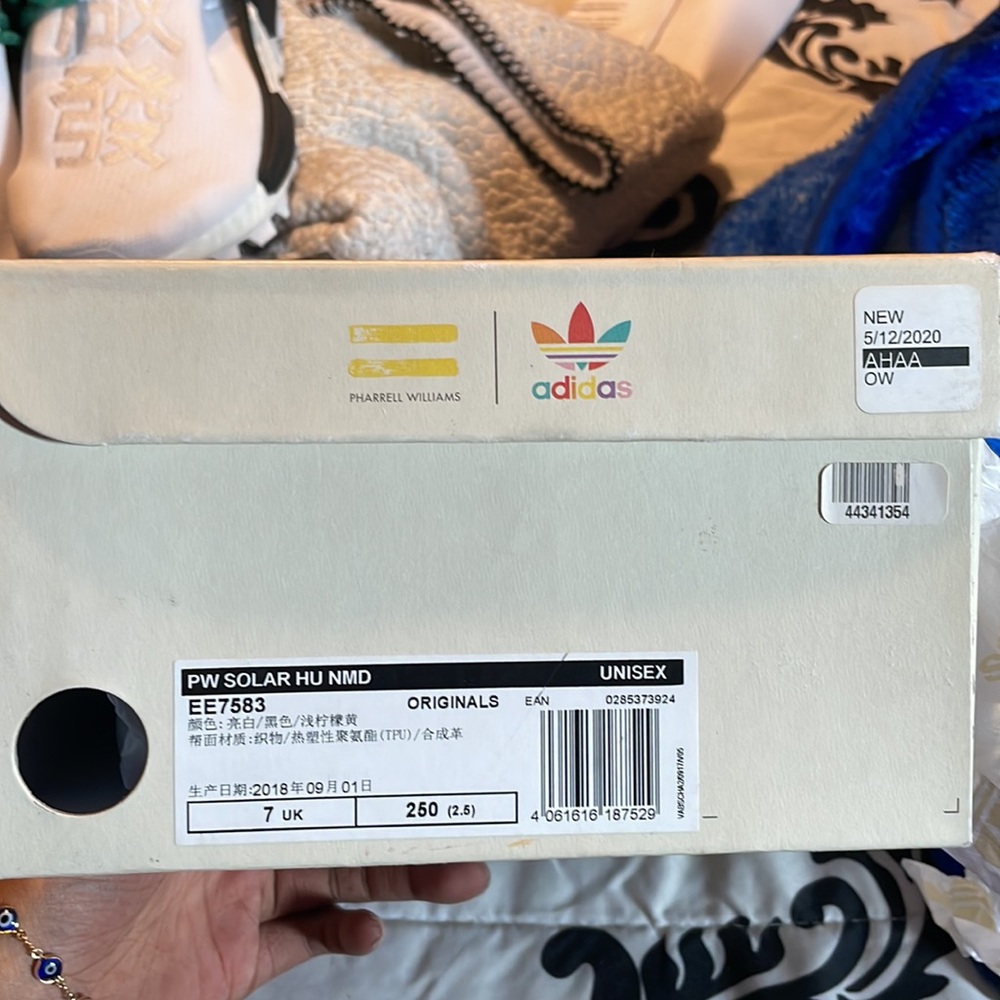 PHARRELL WILLIAMS
adidas
NEW
5/12/2020
AHAA
OW
44341354
PW SOLAR HU NMD UNISEX
EE7583 ORIGINALS EAN 0285373924
颜色:亮白/黑色/浅柠檬黄
帮面材质:织物/热塑性聚氨酯(TPU)/合成革
生产日期:2018年09月01日
7 UK 250 (2.5)
4 061616 187529